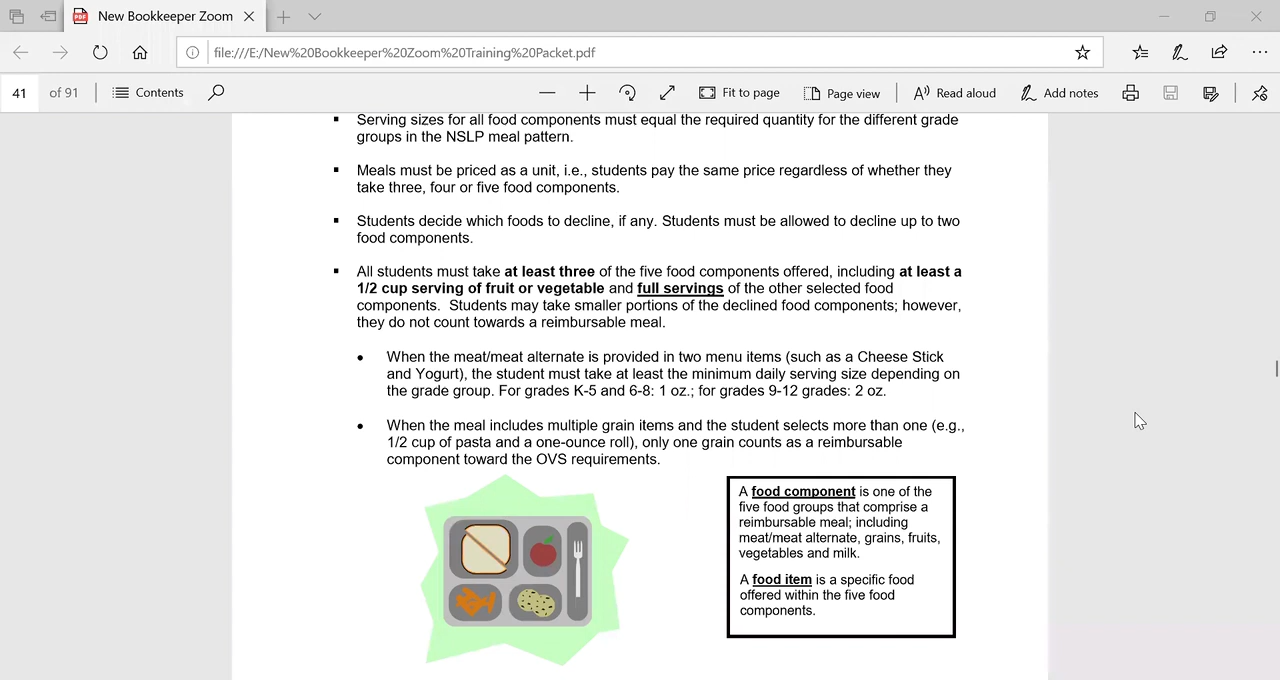 New Bookkeeper Zoom
file:///E:/New%20Bookkeeper%20Zoom%20Training%20Packet.pdf
41 of 91 Contents Fit to page Page view Read aloud Add notes
▪ Serving sizes for all food components must equal the required quantity for the different grade
groups in the NSLP meal pattern.
▪ Meals must be priced as a unit, i.e., students pay the same price regardless of whether they
take three, four or five food components.
▪ Students decide which foods to decline, if any. Students must be allowed to decline up to two
food components.
▪ All students must take at least three of the five food components offered, including at least a
1/2 cup serving of fruit or vegetable and full servings of the other selected food
components. Students may take smaller portions of the declined food components; however,
they do not count towards a reimbursable meal.
• When the meat/meat alternate is provided in two menu items (such as a Cheese Stick
and Yogurt), the student must take at least the minimum daily serving size depending on
the grade group. For grades K-5 and 6-8: 1 oz.; for grades 9-12 grades: 2 oz.
• When the meal includes multiple grain items and the student selects more than one (e.g.,
1/2 cup of pasta and a one-ounce roll), only one grain counts as a reimbursable
component toward the OVS requirements.
A food component is one of the
five food groups that comprise a
reimbursable meal; including
meat/meat alternate, grains, fruits,
vegetables and milk.
A food item is a specific food
offered within the five food
components.